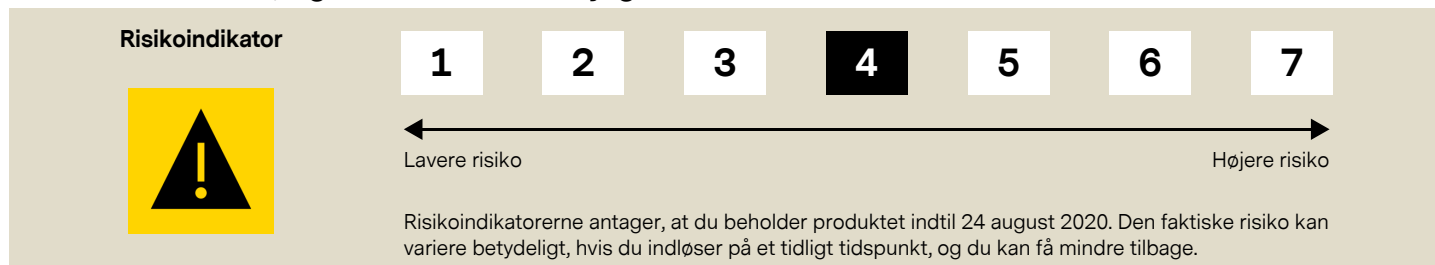 Risikoindikator
1 2 3 4 5 6 7
Lavere risiko Højere risiko
Risikoindikatorerne antager, at du beholder produktet indtil 24 august 2020. Den faktiske risiko kan
variere betydeligt, hvis du indløser på et tidligt tidspunkt, og du kan få mindre tilbage.